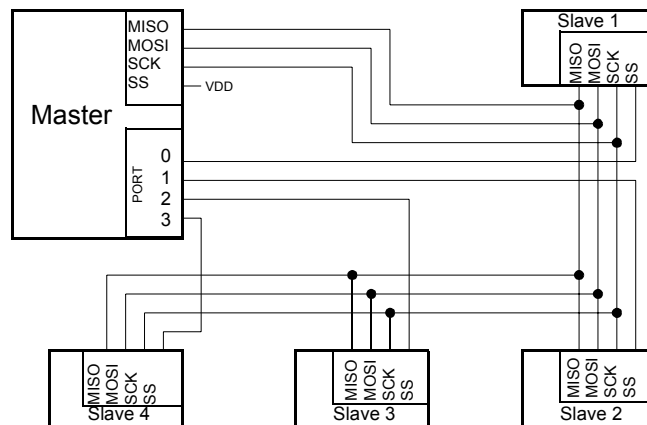 MISO
MOSI
SCK
SS
VDD
Master
PORT
0
1
2
3
Slave 1
MISO
MOSI
SCK
SS
MISO
MOSI
SCK
SS
Slave 4
MISO
MOSI
SCK
SS
Slave 3
MISO
MOSI
SCK
SS
Slave 2